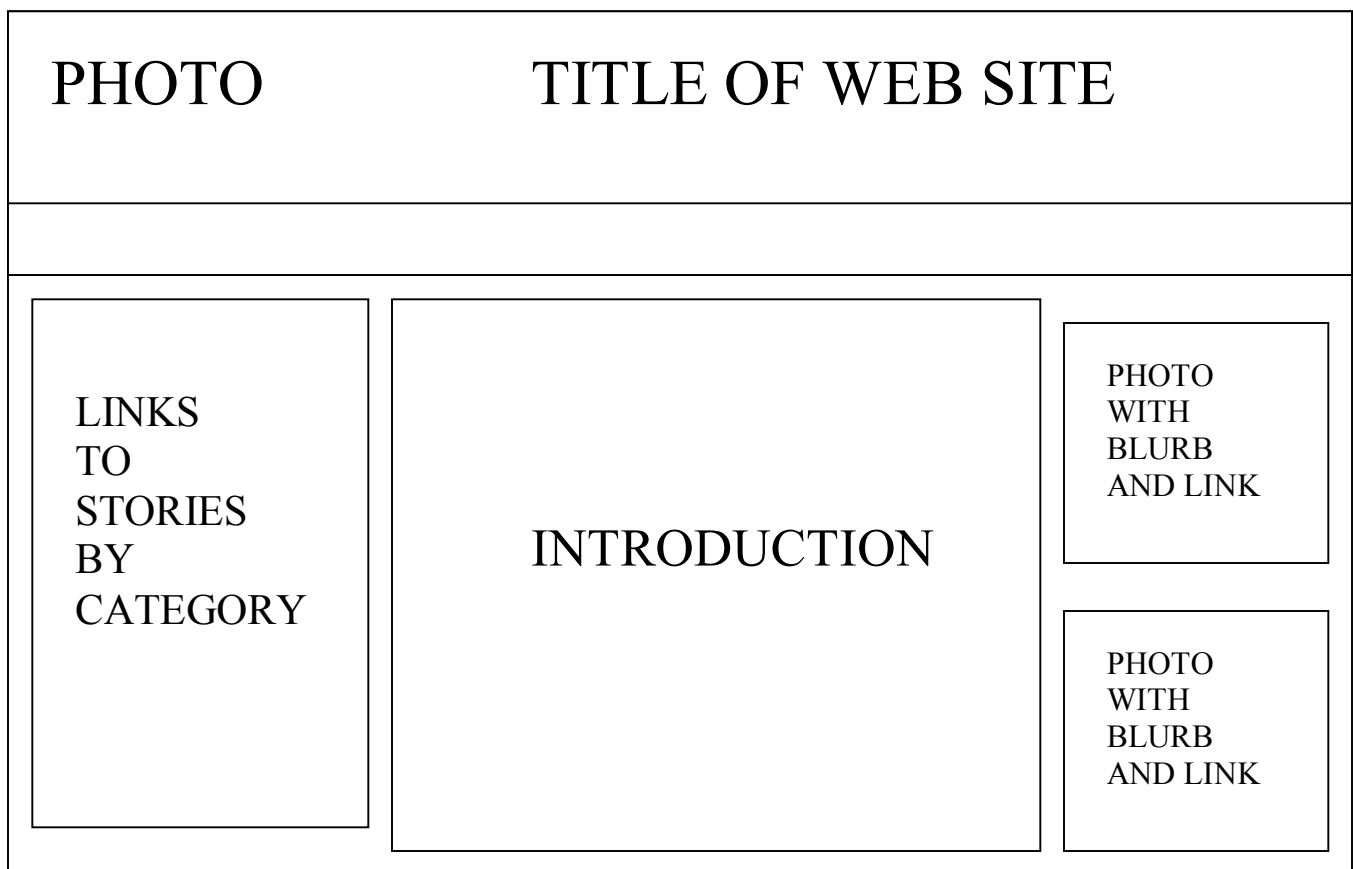 PHOTO TITLE OF WEB SITE
LINKS
TO
STORIES
BY
CATEGORY
INTRODUCTION
PHOTO
WITH
BLURB
AND LINK
PHOTO
WITH
BLURB
AND LINK